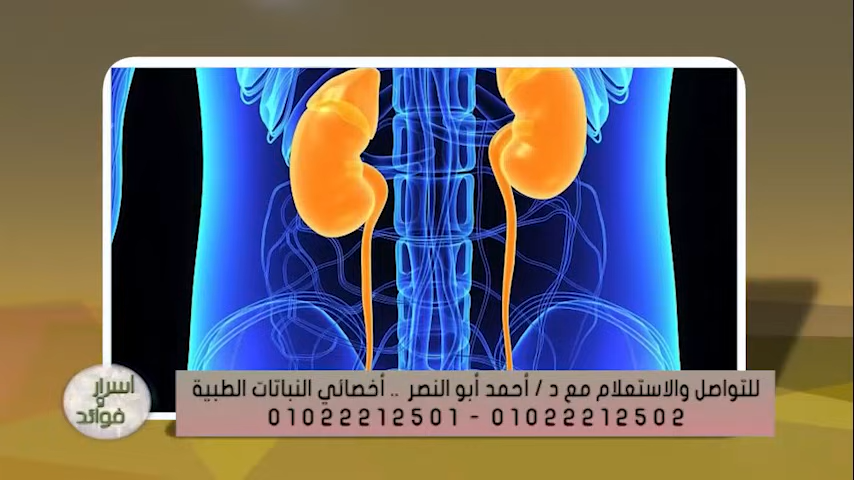 للتواصل والاستعلام مع د / أحمد أبو النصر .. أخصائي النباتات الطبية
01022212501 - 01022212502
أسرار
و
فوائد